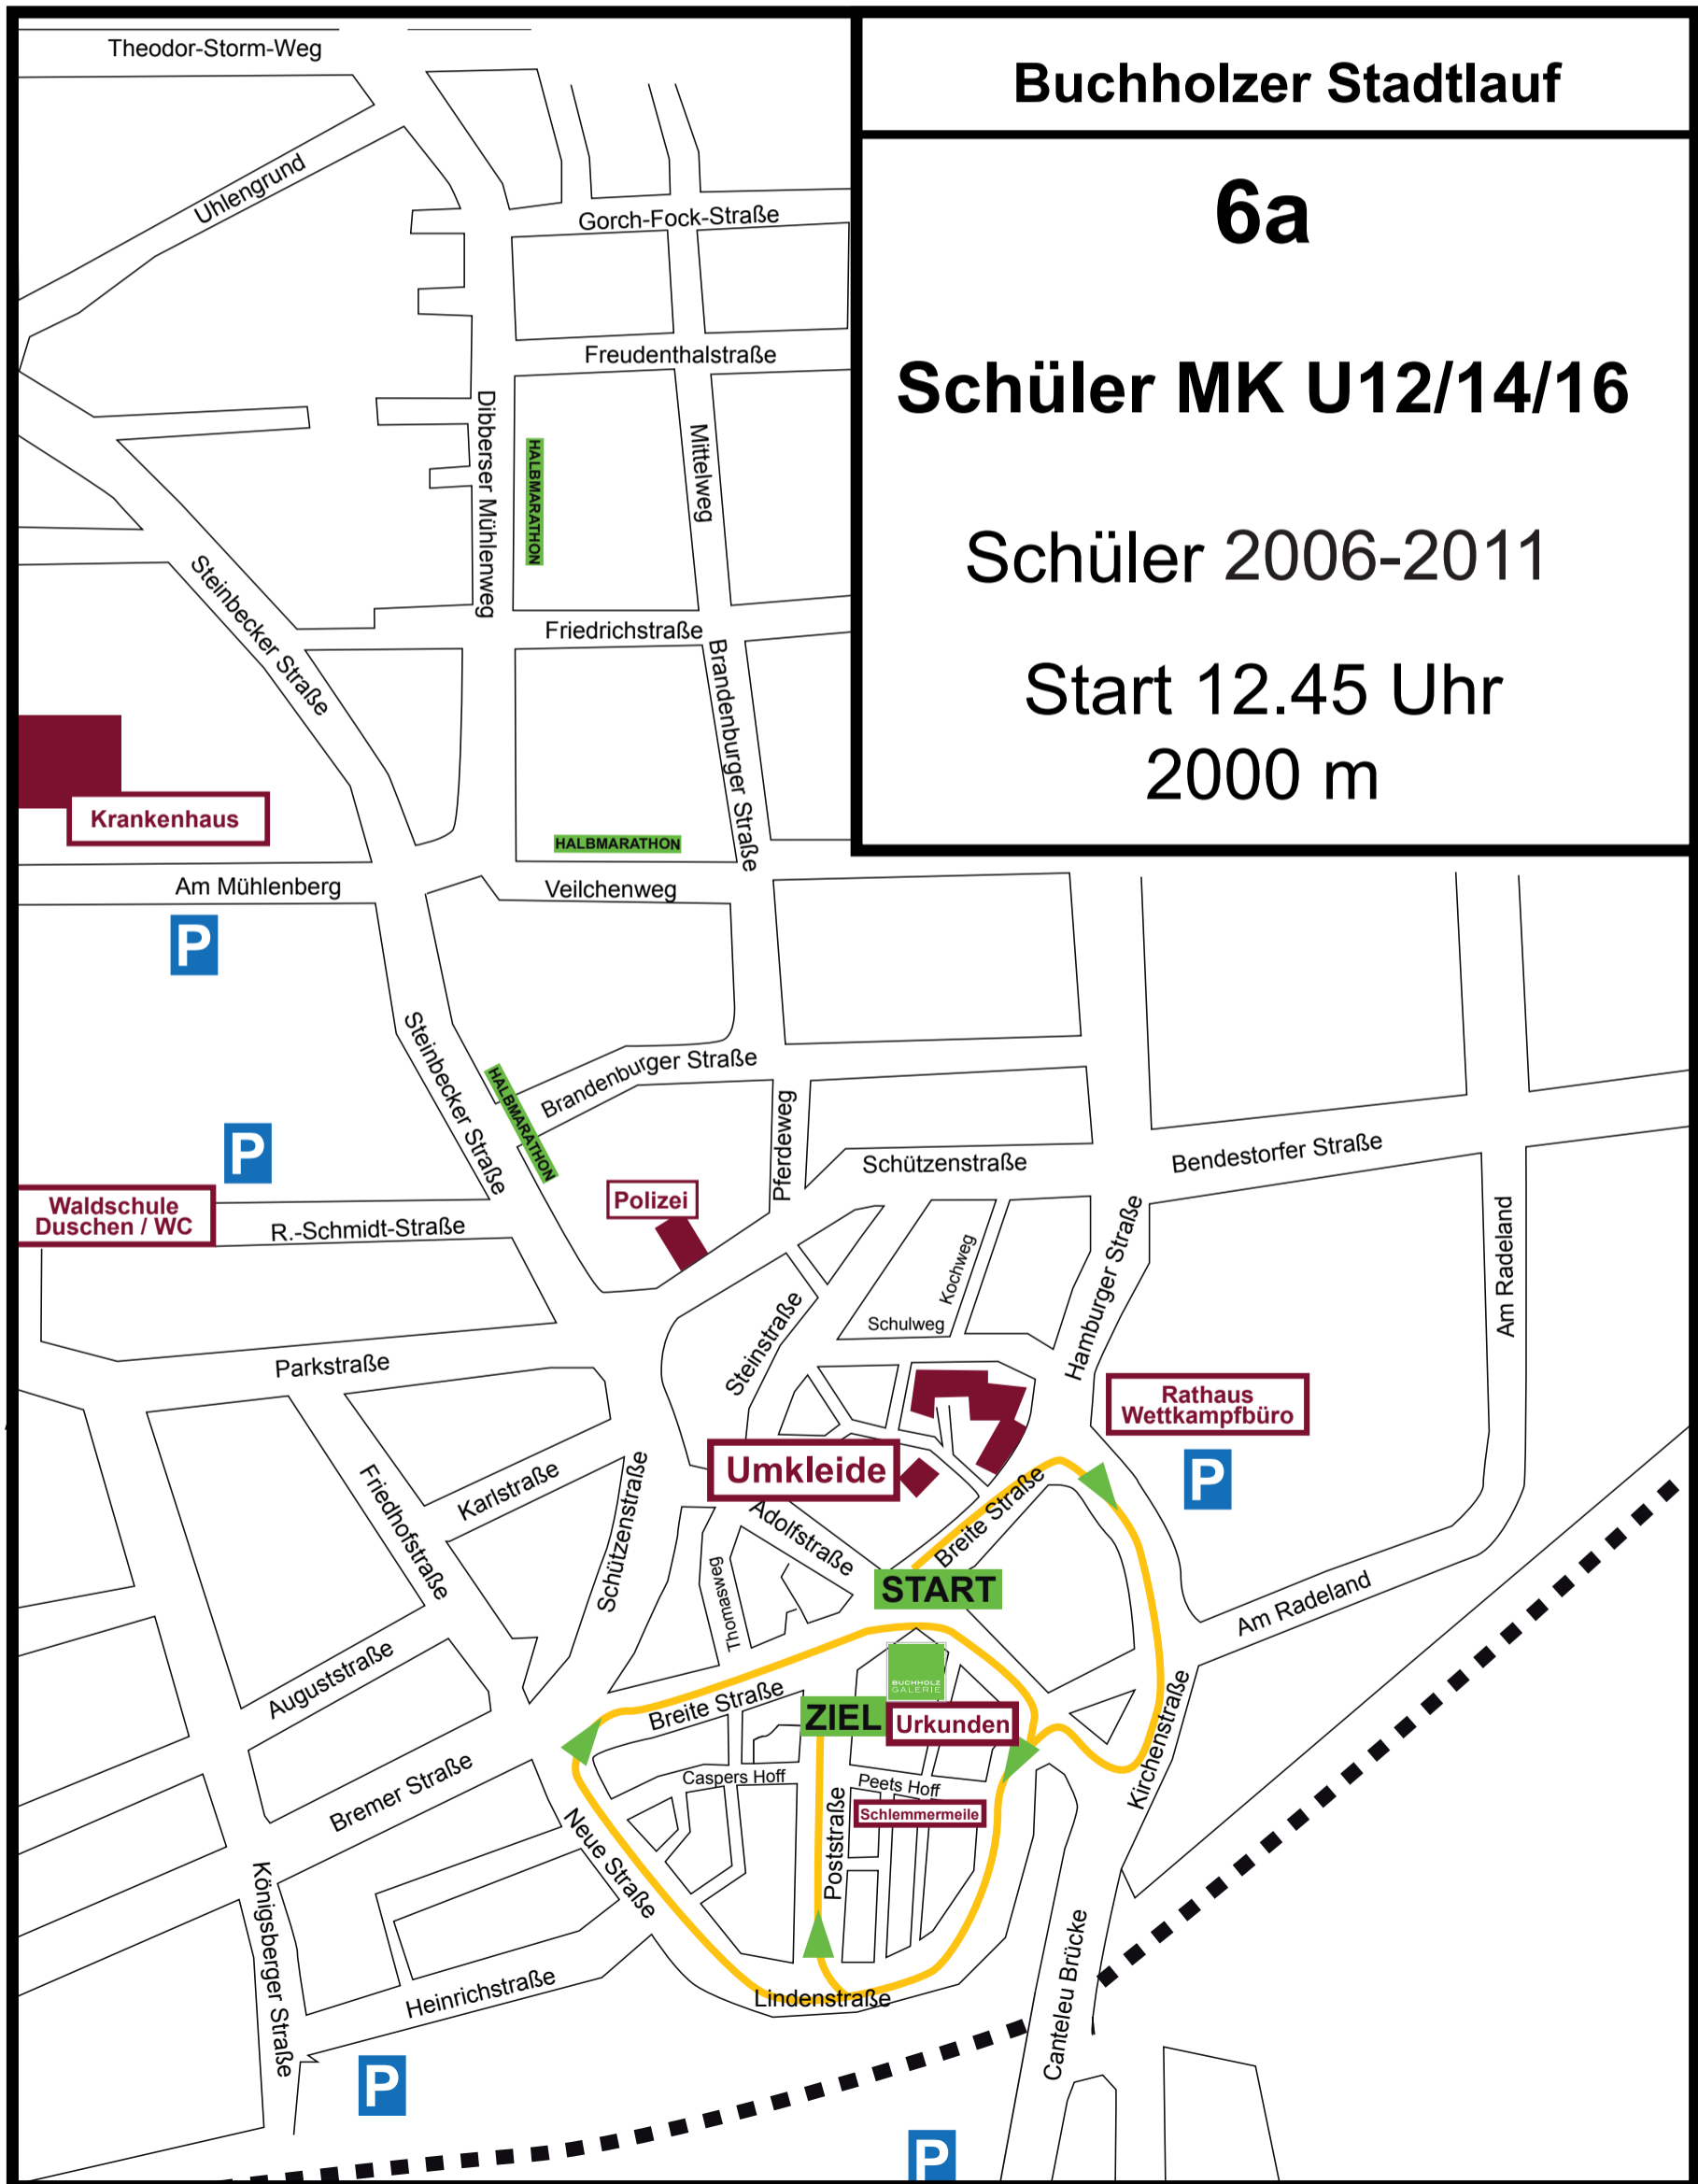 Theodor-Storm-Weg
Buchholzer Stadtlauf
6a
Schüler MK U12/14/16
Schüler 2006-2011
Start 12.45 Uhr
2000 m
Uhlengrund
Gorch-Fock-Straße
Freudenthalstraße
Dibberser Mühlenweg
HALBMARATHON
Mittelweg
Steinbecker Straße
Friedrichstraße
Brandenburger Straße
Krankenhaus
HALBMARATHON
Am Mühlenberg
Veilchenweg
P
Steinbecker Straße
HALBMARATHON
Brandenburger Straße
Pferdeweg
P
Schützenstraße
Bendestorfer Straße
Waldschule
Duschen / WC
R.-Schmidt-Straße
Polizei
Kochweg
Schulweg
Hamburger Straße
Am Radeland
Steinstraße
Parkstraße
Rathaus
Wettkampfbüro
P
Umkleide
Friedhofstraße
Karlstraße
Schützenstraße
Adolfstraße
Breite Straße
Thomasweg
START
Am Radeland
Auguststraße
BUCHHOLZ
GALERIE
Breite Straße
ZIEL
Urkunden
Kirchenstraße
Bremer Straße
Caspers Hoff
Peets Hoff
Schlemmermeile
Neue Straße
Poststraße
Königsberger Straße
Heinrichstraße
Lindenstraße
Canteleu Brücke
P
P